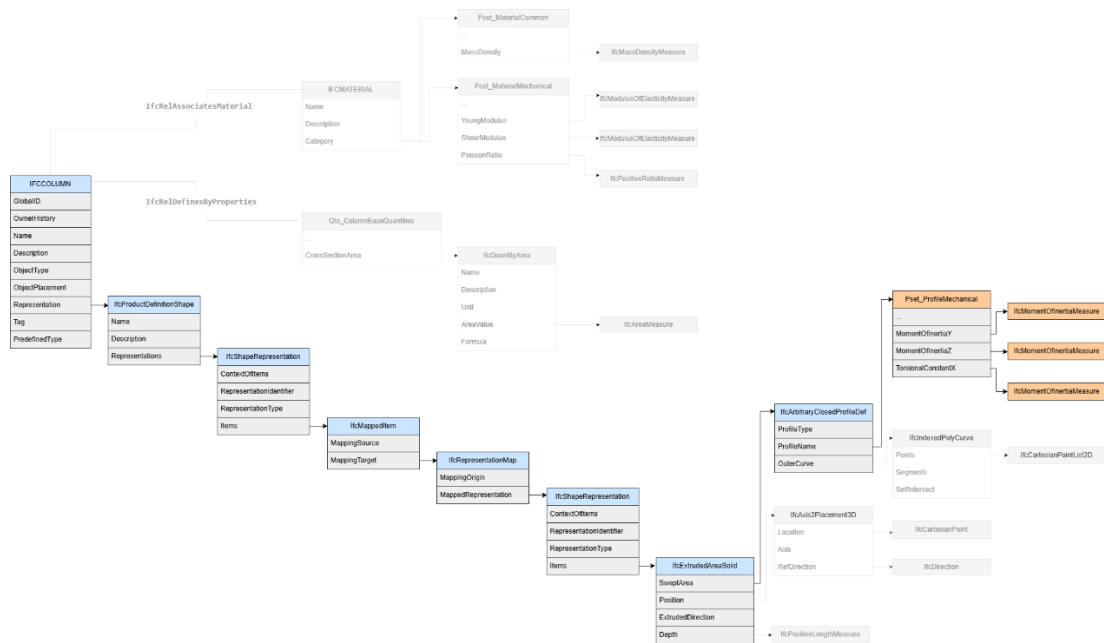 Pset_MaterialCommon
...
MassDensity
IfcMassDensityMeasure
IfcRelAssociatesMaterial
IFCMATERIAL
Name
Description
Category
Pset_MaterialMechanical
...
YoungModulus
ShearModulus
PoissonRatio
IfcModulusOfElasticityMeasure
IfcModulusOfElasticityMeasure
IfcPositiveRatioMeasure
IFCCOLUMN
GlobalID
OwnerHistory
Name
Description
ObjectType
ObjectPlacement
Representation
Tag
PredefinedType
IfcRelDefinesByProperties
Qto_ColumnBaseQuantities
...
CrossSectionArea
IfcQuantityArea
Name
Description
Unit
AreaValue
Formula
IfcAreaMeasure
IfcProductDefinitionShape
Name
Description
Representations
IfcShapeRepresentation
ContextOfItems
RepresentationIdentifier
RepresentationType
Items
IfcMappedItem
MappingSource
MappingTarget
IfcRepresentationMap
MappingOrigin
MappedRepresentation
IfcShapeRepresentation
ContextOfItems
RepresentationIdentifier
RepresentationType
Items
IfcExtrudedAreaSolid
SweptArea
Position
ExtrudedDirection
Depth
IfcPositiveLengthMeasure
IfcArbitraryClosedProfileDef
ProfileType
ProfileName
OuterCurve
Pset_ProfileMechanical
...
MomentOfInertiaY
MomentOfInertiaZ
TorsionalConstantX
IfcMomentOfInertiaMeasure
IfcMomentOfInertiaMeasure
IfcMomentOfInertiaMeasure
IfcIndexedPolyCurve
Points
Segments
SelfIntersect
IfcCartesianPointList2D
IfcAxis2Placement3D
Location
Axis
RefDirection
IfcCartesianPoint
IfcDirection